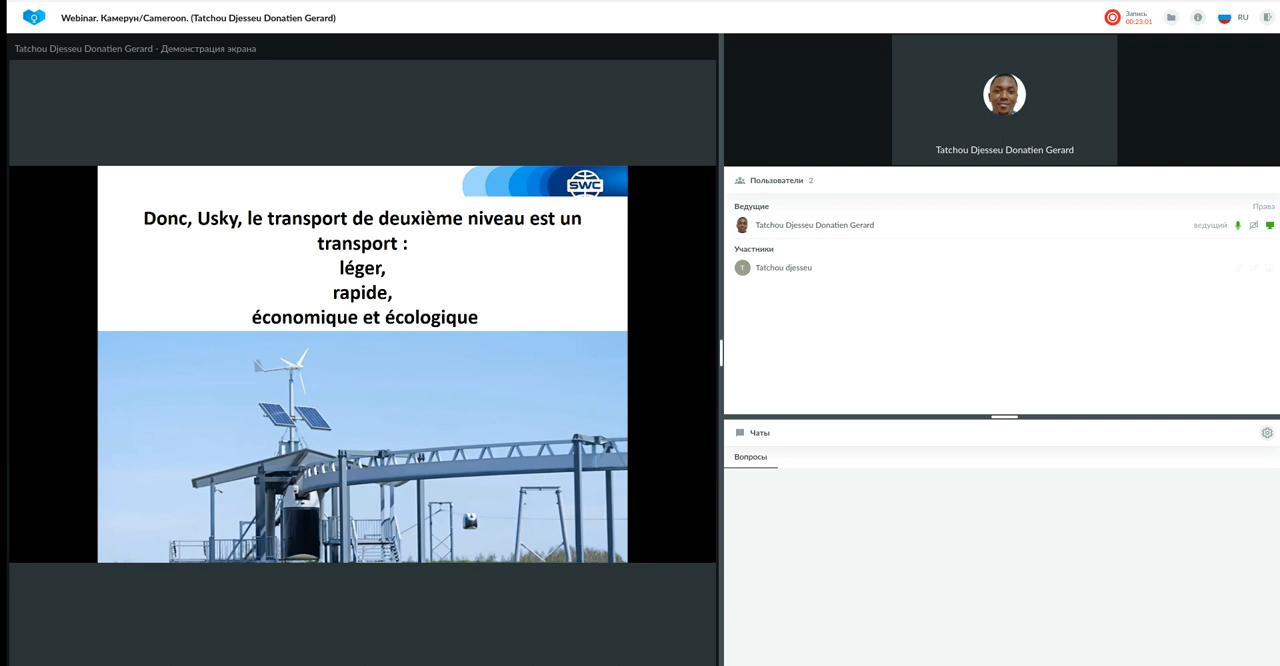 Webinar. Камерун/Cameroon. (Tatchou Djesseu Donatien Gerard)
Запись
00:23:01
RU
Tatchou Djesseu Donatien Gerard - Демонстрация экрана
SWC
Donc, Usky, le transport de deuxième niveau est un
transport :
léger,
rapide,
économique et écologique
Tatchou Djesseu Donatien Gerard
Пользователи 2
Ведущие Права
Tatchou Djesseu Donatien Gerard ведущий
Участники
T Tatchou djesseu
Чаты
Вопросы